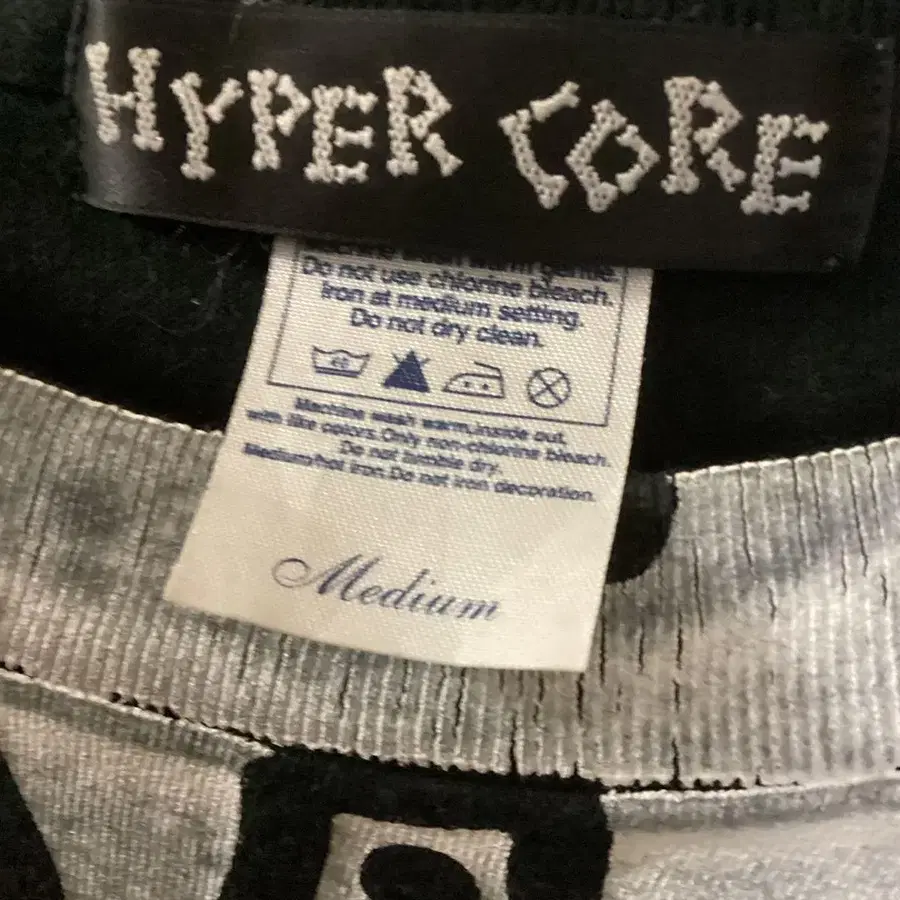 HYPER CORE
Do not use chlorine bleach.
Iron at medium setting.
Do not dry clean.
40
Machine wash warm.inside out.
with like colors.Only non-chlorine bleach.
Do not tumble dry.
Medium/hot iron.Do not iron decoration.
Medium